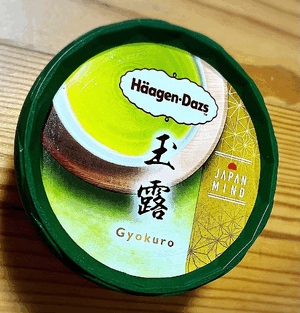 Häagen-Dazs
玉露
Gyokuro
JAPAN
MIND